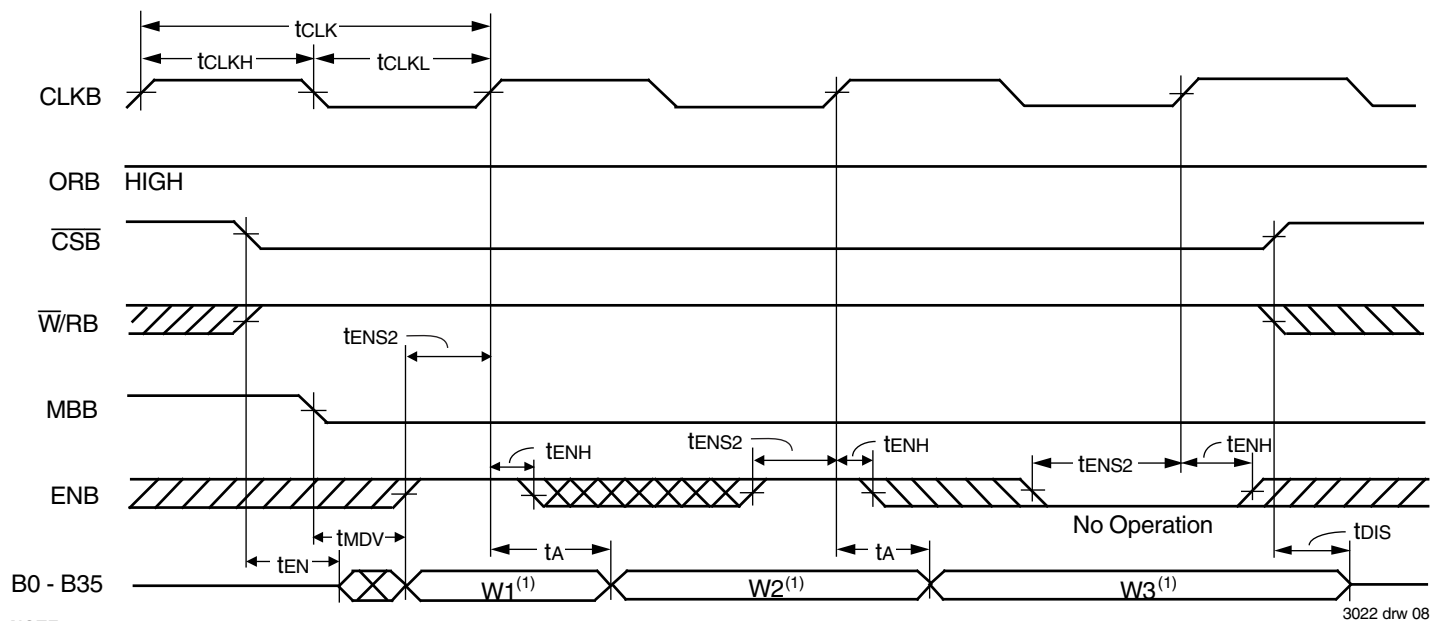 tCLK
tCLKH tCLKL
CLKB
ORB HIGH
CSB
W/RB
tENS2
MBB
tENH tENS2 tENH tENS2 tENH
ENB
No Operation
tMDV
tEN tA tA tDIS
B0 - B35 W1(1) W2(1) W3(1)
3022 drw 08